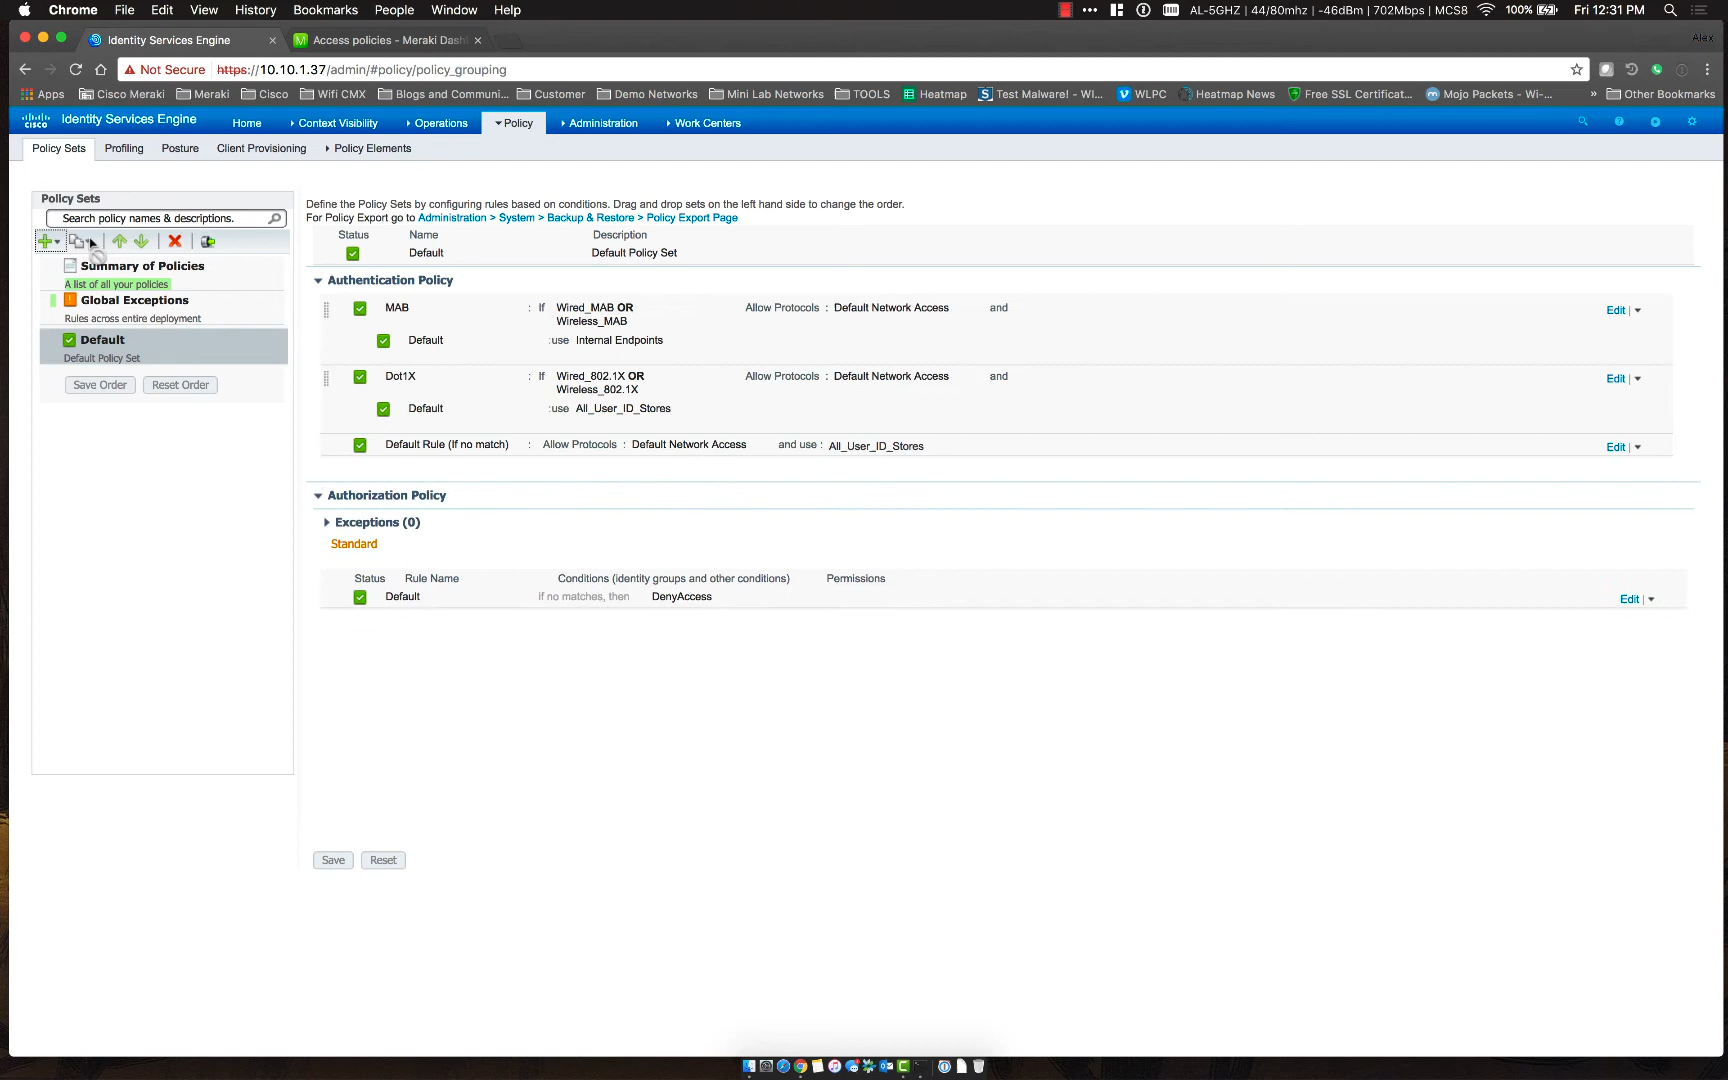 Chrome File Edit View History Bookmarks People Window Help AL-5GHZ | 44/80mhz | -46dBm | 702Mbps | MCS8 100% Fri 12:31 PM
Identity Services Engine Access policies - Meraki Dash Alex
Not Secure https://10.10.1.37/admin/#policy/policy_grouping
Apps Cisco Meraki Meraki Cisco Wifi CMX Blogs and Communi... Customer Demo Networks Mini Lab Networks TOOLS Heatmap Test Malware! - WI... WLPC Heatmap News Free SSL Certificat... Mojo Packets - Wi-... » Other Bookmarks
CISCO Identity Services Engine Home Context Visibility Operations Policy Administration Work Centers
Policy Sets Profiling Posture Client Provisioning Policy Elements
Policy Sets
Search policy names & descriptions.
Summary of Policies
A list of all your policies
Global Exceptions
Rules across entire deployment
Default
Default Policy Set
Save Order Reset Order
Define the Policy Sets by configuring rules based on conditions. Drag and drop sets on the left hand side to change the order.
For Policy Export go to Administration > System > Backup & Restore > Policy Export Page
Status Name Description
Default Default Policy Set
Authentication Policy
MAB : If Wired_MAB OR Allow Protocols : Default Network Access and Edit |
Wireless_MAB
Default :use Internal Endpoints
Dot1X : If Wired_802.1X OR Allow Protocols : Default Network Access and Edit |
Wireless_802.1X
Default :use All_User_ID_Stores
Default Rule (If no match) : Allow Protocols : Default Network Access and use : All_User_ID_Stores Edit |
Authorization Policy
Exceptions (0)
Standard
Status Rule Name Conditions (identity groups and other conditions) Permissions
Default if no matches, then DenyAccess Edit |
Save Reset